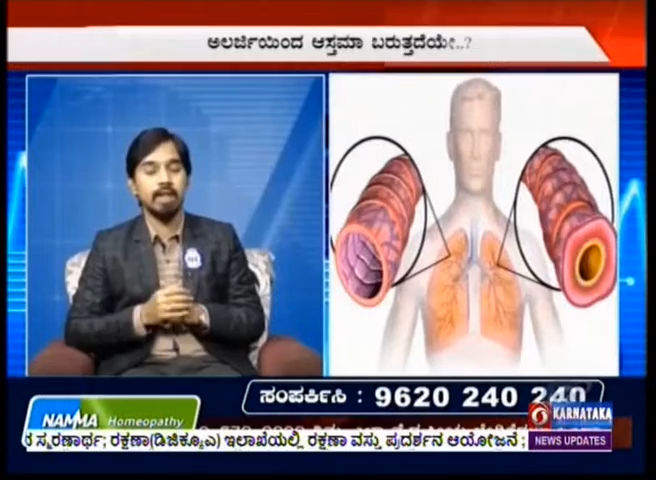 ಅಲರ್ಜಿಯಿಂದ ಆಸ್ತಮಾ ಬರುತ್ತದೆಯೇ..?
ಸಂಪರ್ಕಿಸಿ : 9620 240 240
NAMMA Homeopathy
KARNATAKA
ಸ್ಮರಣಾರ್ಥ; ರಕ್ಷಣಾ(ಡಿಜಿಕ್ಯೂಎ) ಇಲಾಖೆಯಲ್ಲಿ ರಕ್ಷಣಾ ವಸ್ತು ಪ್ರದರ್ಶನ ಆಯೋಜನೆ;
NEWS UPDATES